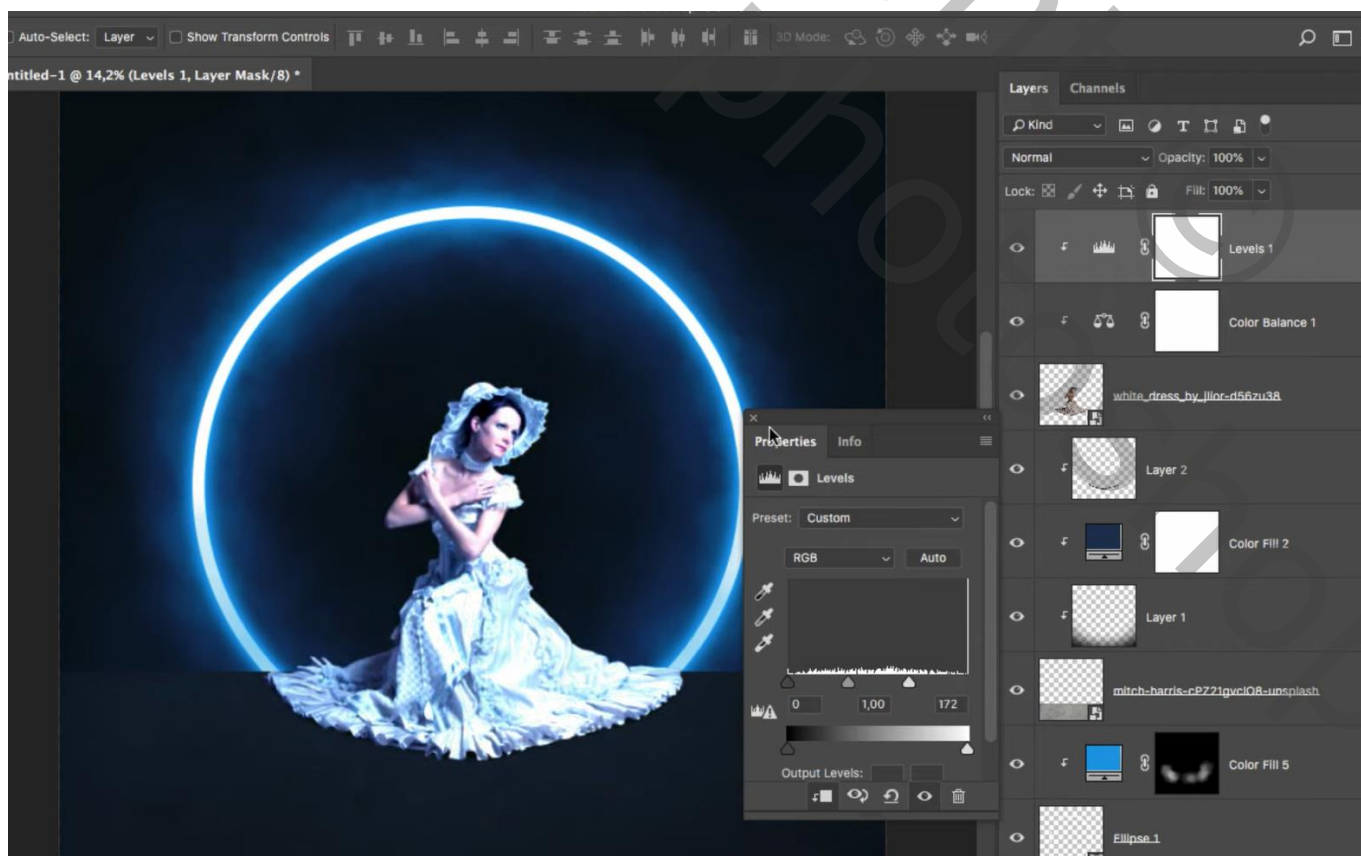 Auto-Select: Layer Show Transform Controls 3D Mode:
ntitled-1 @ 14,2% (Levels 1, Layer Mask/8) *
Layers Channels
Kind
Normal Opacity: 100%
Lock: Fill: 100%
Levels 1
Color Balance 1
white_dress_by_jlior-d56zu38
Properties Info
Layer 2
Levels
Preset: Custom
RGB Auto
Color Fill 2
Layer 1
mitch-harris-cPZ21gvclO8-unsplash
0 1,00 172
Color Fill 5
Output Levels:
Ellipse 1